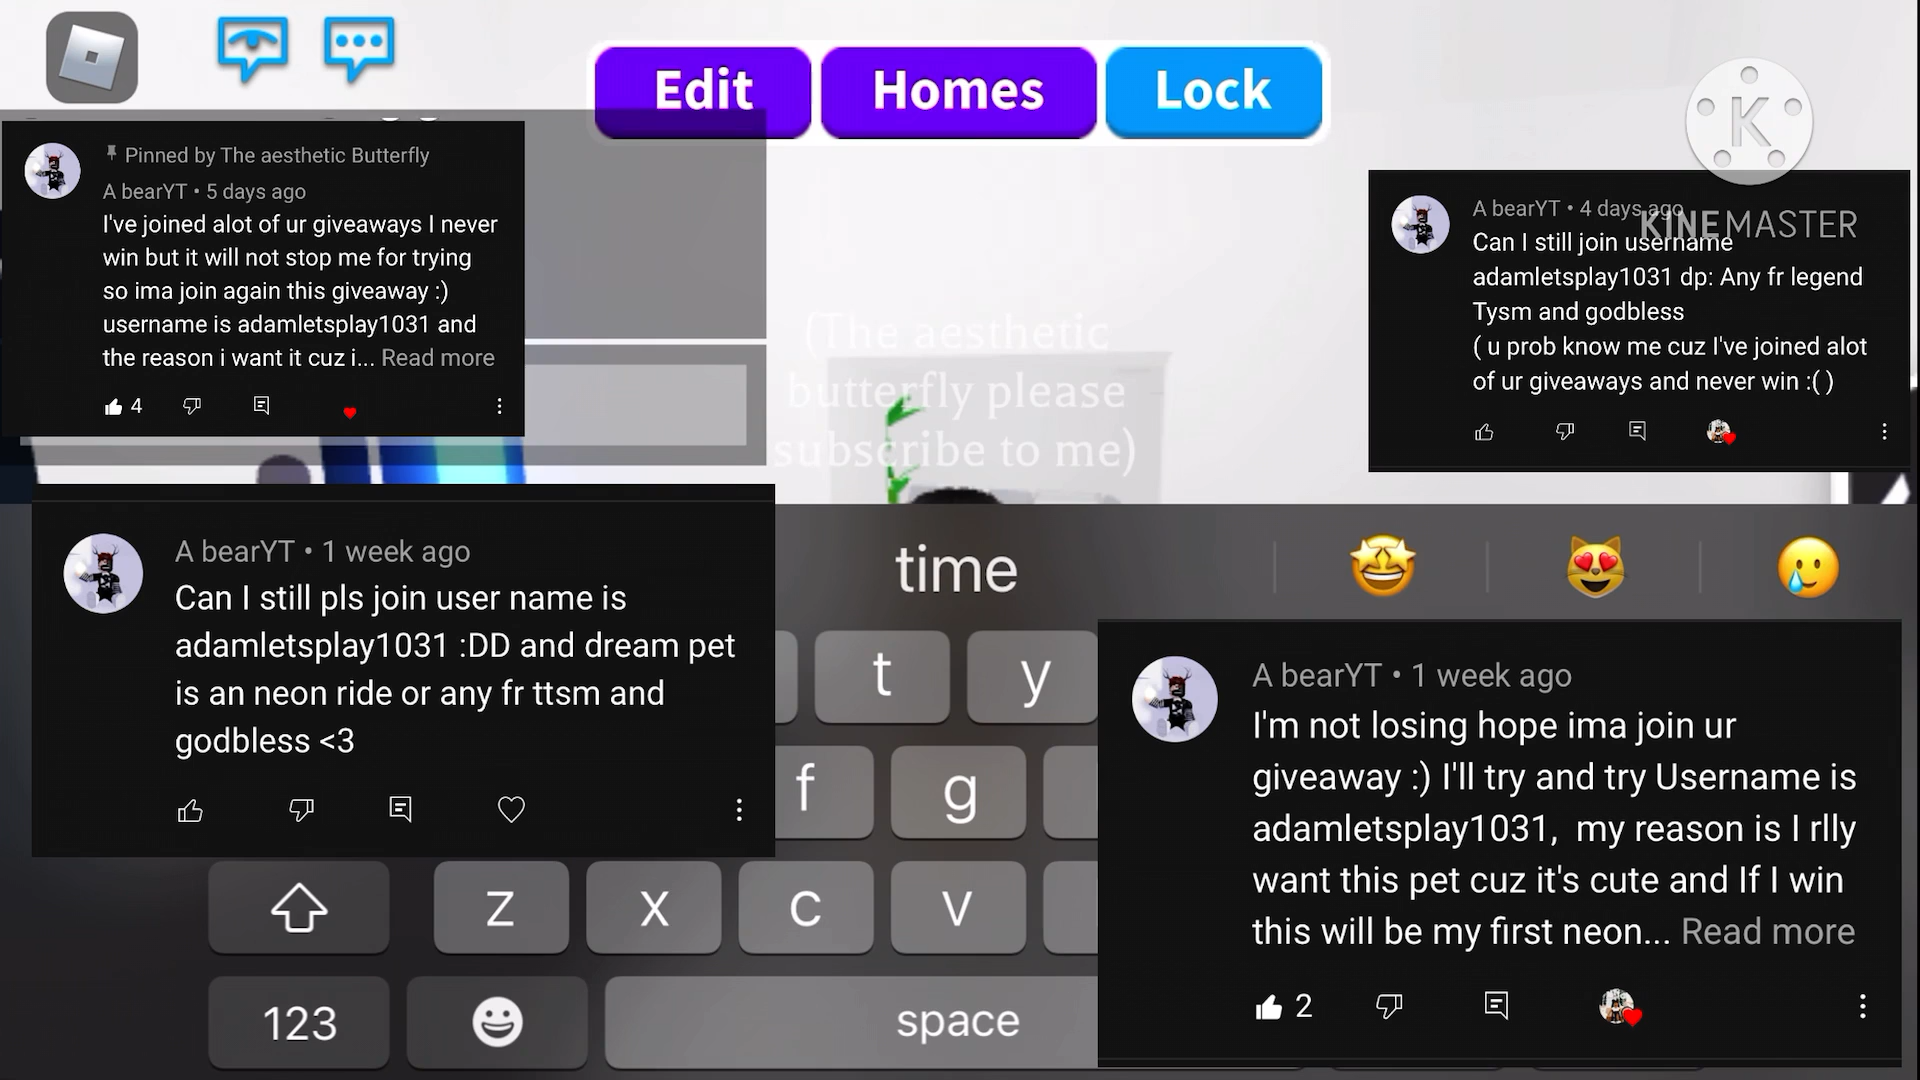 Edit
Homes
Lock
K
KINEMASTER
Pinned by The aesthetic Butterfly
A bearYT • 5 days ago
I've joined alot of ur giveaways I never
win but it will not stop me for trying
so ima join again this giveaway :)
username is adamletsplay1031 and
the reason i want it cuz i... Read more
4
A bearYT • 4 days ago
Can I still join username
adamletsplay1031 dp: Any fr legend
Tysm and godbless
( u prob know me cuz I've joined alot
of ur giveaways and never win :( )
(The aesthetic
butterfly please
subscribe to me)
A bearYT • 1 week ago
Can I still pls join user name is
adamletsplay1031 :DD and dream pet
is an neon ride or any fr ttsm and
godbless <3
time
🤩 😻 🥲
t y
f g
A bearYT • 1 week ago
I'm not losing hope ima join ur
giveaway :) I'll try and try Username is
adamletsplay1031, my reason is I rlly
want this pet cuz it's cute and If I win
this will be my first neon... Read more
2
z x c v
123
space